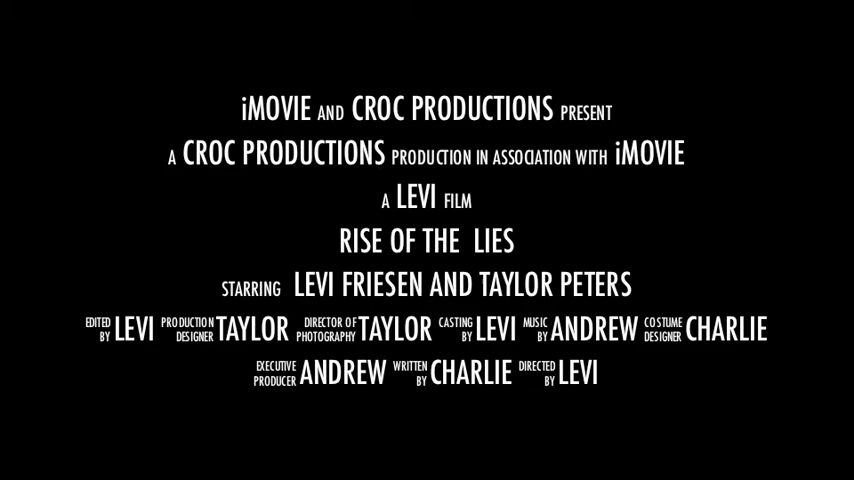 iMOVIE AND CROC PRODUCTIONS PRESENT
A CROC PRODUCTIONS PRODUCTION IN ASSOCIATION WITH iMOVIE
A LEVI FILM
RISE OF THE LIES
STARRING LEVI FRIESEN AND TAYLOR PETERS
EDITED BY LEVI PRODUCTION DESIGNER TAYLOR DIRECTOR OF PHOTOGRAPHY TAYLOR CASTING BY LEVI MUSIC BY ANDREW COSTUME DESIGNER CHARLIE
EXECUTIVE PRODUCER ANDREW WRITTEN BY CHARLIE DIRECTED BY LEVI